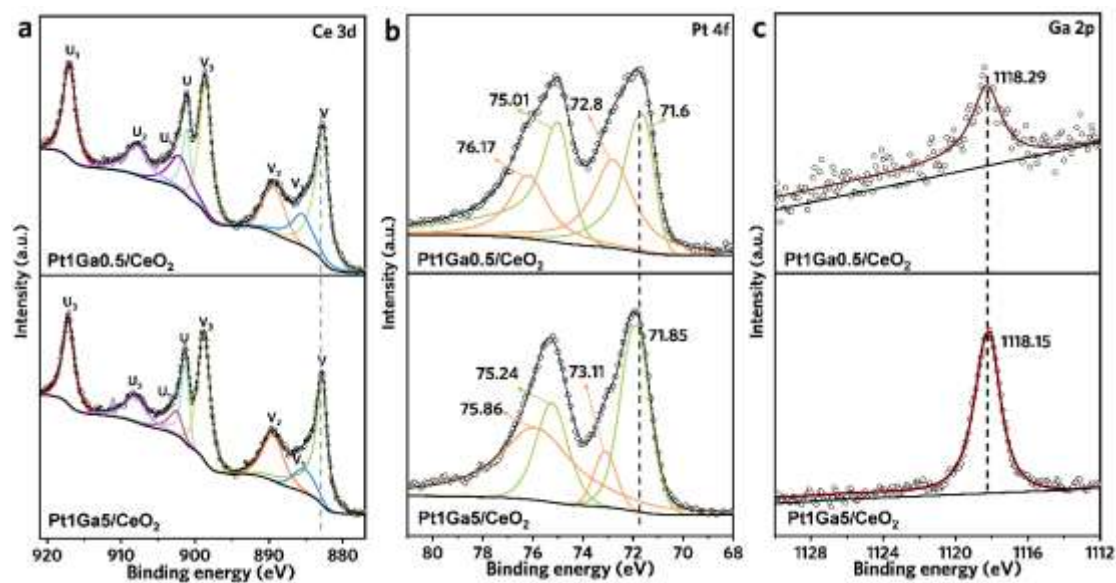 a
Ce 3d
U₃
U₂
U₁
U
V₃
V₂
V₁
V
Pt1Ga0.5/CeO₂
U₃
U₂
U₁
U
V₃
V₂
V₁
V
Pt1Ga5/CeO₂
Intensity (a.u.)
920 910 900 890 880
Binding energy (eV)
b
Pt 4f
75.01
76.17
72.8
71.6
Pt1Ga0.5/CeO₂
75.24
75.86
73.11
71.85
Pt1Ga5/CeO₂
Intensity (a.u.)
80 78 76 74 72 70 68
Binding energy (eV)
c
Ga 2p
1118.29
Pt1Ga0.5/CeO₂
1118.15
Pt1Ga5/CeO₂
Intensity (a.u.)
1128 1124 1120 1116 1112
Binding energy (eV)